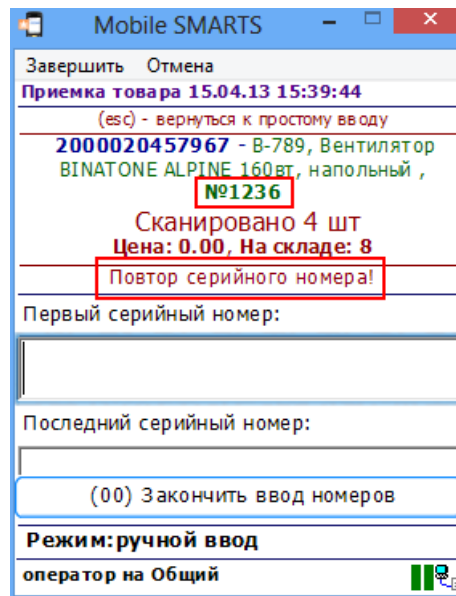 Mobile SMARTS
Завершить Отмена
Приемка товара 15.04.13 15:39:44
(esc) - вернуться к простому вводу
2000020457967 - В-789, Вентилятор
BINATONE ALPINE 160вт, напольный ,
№1236
Сканировано 4 шт
Цена: 0.00, На складе: 8
Повтор серийного номера!
Первый серийный номер:
Последний серийный номер:
(00) Закончить ввод номеров
Режим:ручной ввод
оператор на Общий